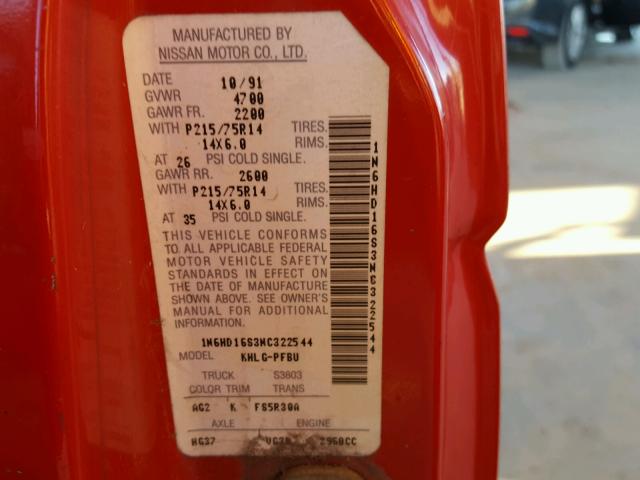 MANUFACTURED BY
NISSAN MOTOR CO., LTD.
DATE 10/91
GVWR 4700
GAWR FR. 2200
WITH P215/75R14 TIRES.
14X6.0 RIMS.
AT 26 PSI COLD SINGLE.
GAWR RR. 2600
WITH P215/75R14 TIRES.
14X6.0 RIMS.
AT 35 PSI COLD SINGLE.
THIS VEHICLE CONFORMS
TO ALL APPLICABLE FEDERAL
MOTOR VEHICLE SAFETY
STANDARDS IN EFFECT ON
THE DATE OF MANUFACTURE
SHOWN ABOVE. SEE OWNER'S
MANUAL FOR ADDITIONAL
INFORMATION.
1N6HD16S3NC322544
MODEL KHLG-PFBU
TRUCK S3803
COLOR TRIM TRANS
AG2 K FS5R30A
AXLE ENGINE
HG37 2960CC
1N6HD16S3NC322544